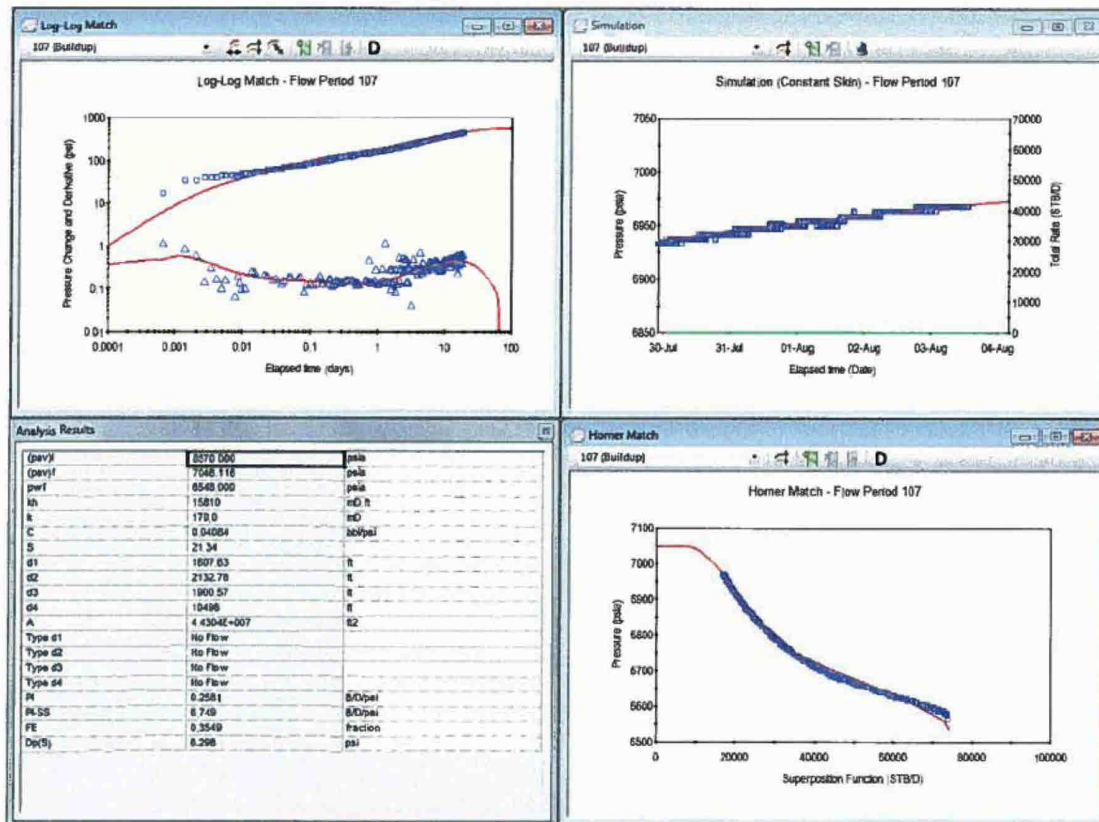 Log-Log Match
107 (Buildup)
D
Log-Log Match - Flow Period 107
Pressure Change and Derivative (psi)
1000
100
10
1
0.1
0.01
0.0001
0.001
0.01
0.1
1
10
100
Elapsed time (days)
Simulation
107 (Buildup)
Simulation (Constant Skin) - Flow Period 107
Pressure (psia)
7050
7000
6950
6900
6850
70000
60000
50000
40000
30000
20000
10000
0
Total Rate (STB/D)
30-Jul
31-Jul
01-Aug
02-Aug
03-Aug
04-Aug
Elapsed time (Date)
Analysis Results
(pav)i psia
(pav)f psia
pwf psia
kh 15810 mD.ft
k mD
C bbl/psi
S 21.34
d1 1607.63 ft
d2 2132.78 ft
d3 1900.57 ft
d4 10496 ft
A 4.4304E+007 ft2
Type d1 No Flow
Type d2 No Flow
Type d3 No Flow
Type d4 No Flow
PI 0.2581 B/D/psi
PI-SS B/D/psi
FE 0.3549 fraction
Dp(S) psi
Horner Match
107 (Buildup)
D
Horner Match - Flow Period 107
Pressure (psia)
7100
7000
6900
6800
6700
6600
6500
0
20000
40000
60000
80000
100000
Superposition Function (STB/D)